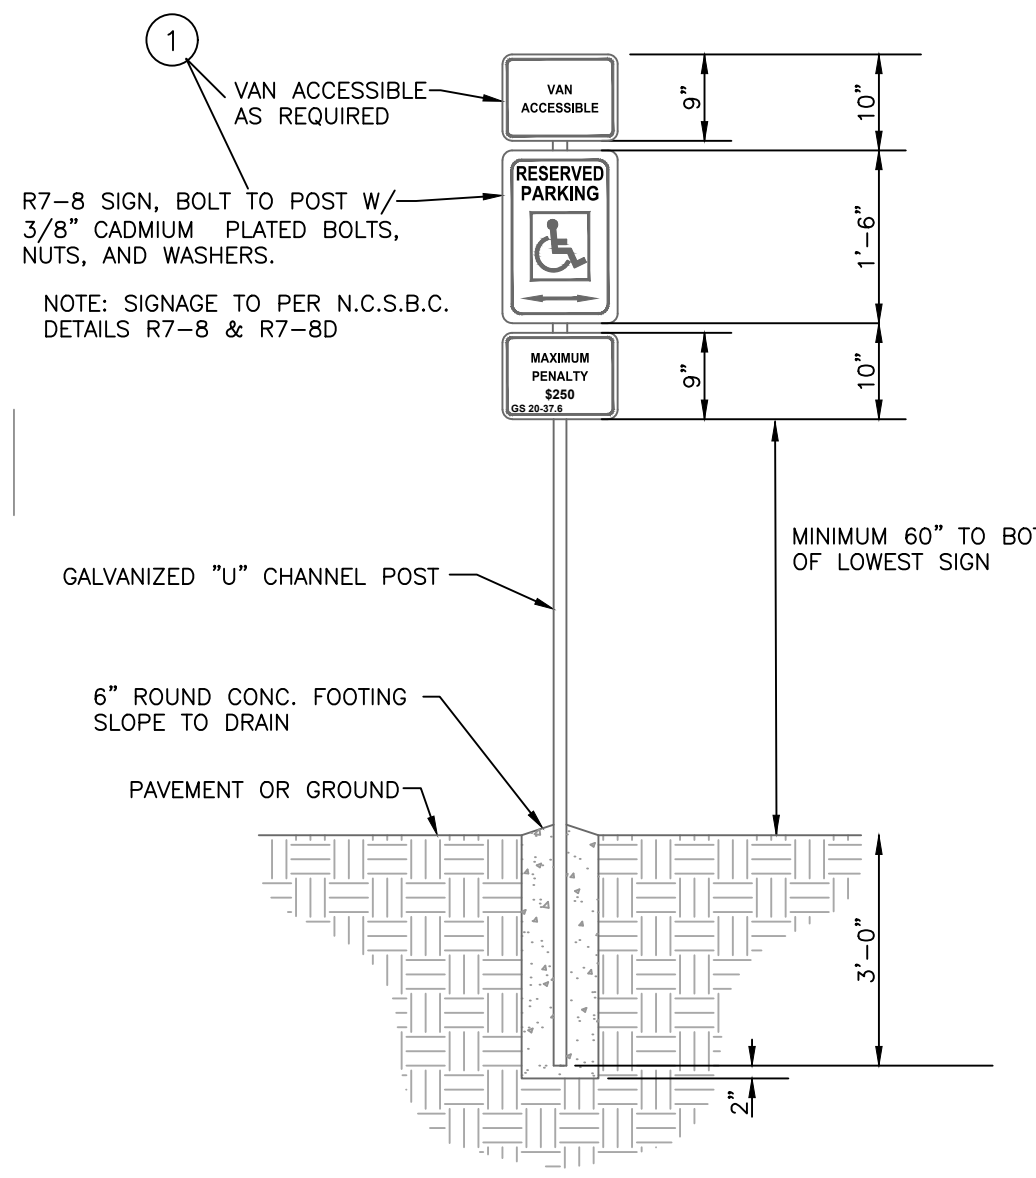 1
VAN ACCESSIBLE
AS REQUIRED
VAN
ACCESSIBLE
9"
10"
R7-8 SIGN, BOLT TO POST W/
3/8" CADMIUM PLATED BOLTS,
NUTS, AND WASHERS.
RESERVED
PARKING
1'-6"
NOTE: SIGNAGE TO PER N.C.S.B.C.
DETAILS R7-8 & R7-8D
MAXIMUM
PENALTY
$250
GS 20-37.6
9"
10"
MINIMUM 60" TO
OF LOWEST SIGN
GALVANIZED "U" CHANNEL POST
6" ROUND CONC. FOOTING
SLOPE TO DRAIN
PAVEMENT OR GROUND
3'-0"
2"